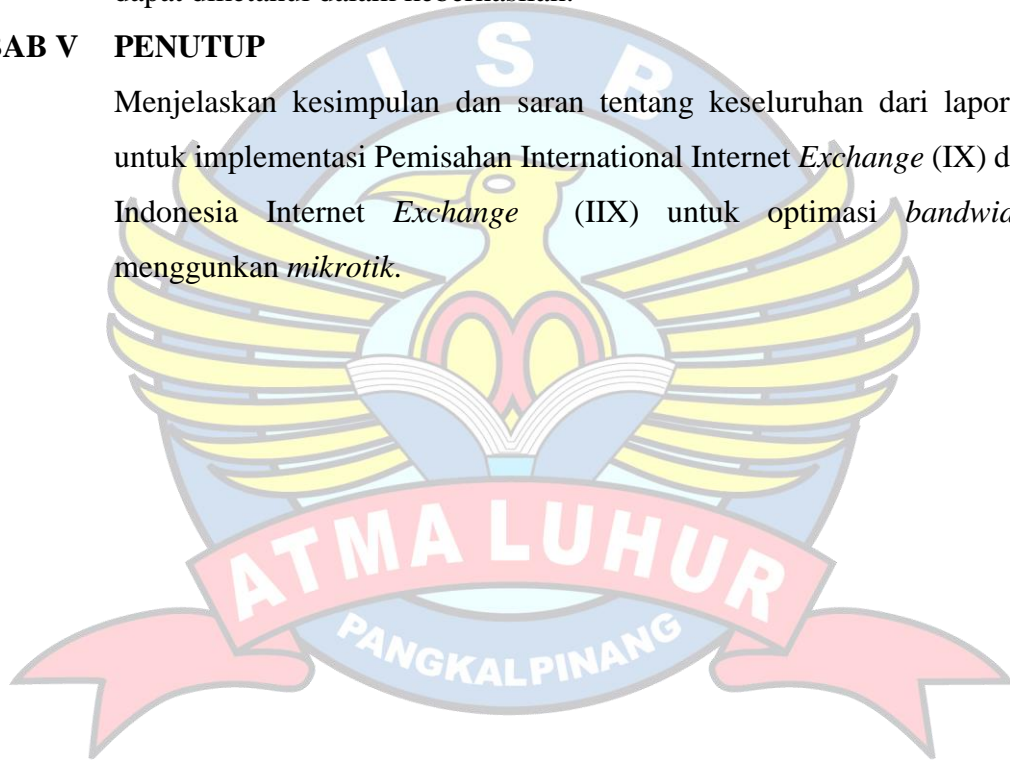 BAB V PENUTUP
Menjelaskan kesimpulan dan saran tentang keseluruhan dari lapor
untuk implementasi Pemisahan International Internet Exchange (IX) d
Indonesia Internet Exchange (IIX) untuk optimasi bandwid
menggunkan mikrotik.
I S B
ATMA LUHUR
PANGKALPINANG